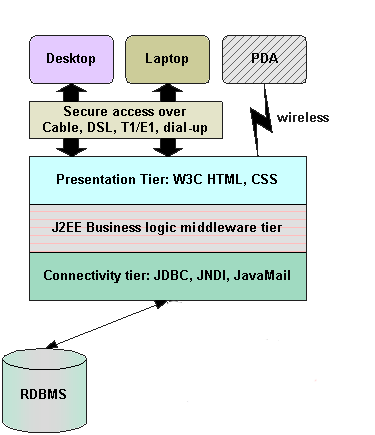 Desktop
Laptop
PDA
Secure access over
Cable, DSL, T1/E1, dial-up
wireless
Presentation Tier: W3C HTML, CSS
J2EE Business logic middleware tier
Connectivity tier: JDBC, JNDI, JavaMail
RDBMS